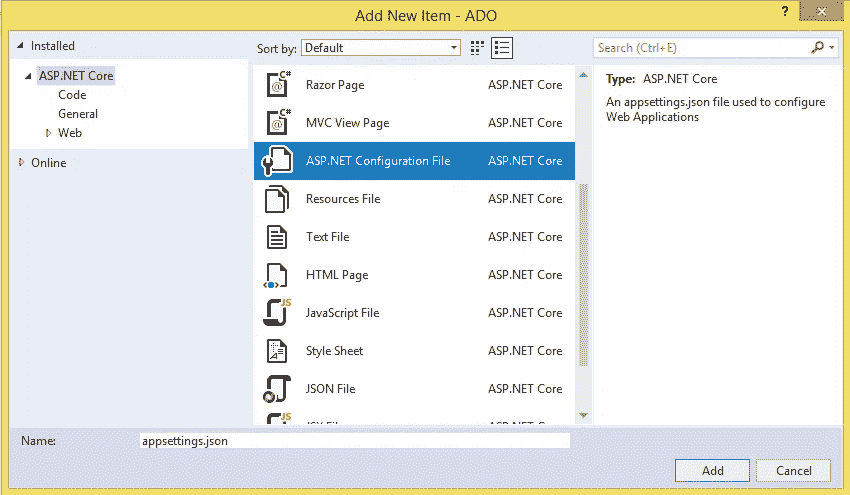 Add New Item - ADO
?
Installed
ASP.NET Core
Code
General
Web
Online
Sort by: Default
Razor Page ASP.NET Core
MVC View Page ASP.NET Core
ASP.NET Configuration File ASP.NET Core
Resources File ASP.NET Core
Text File ASP.NET Core
HTML Page ASP.NET Core
JavaScript File ASP.NET Core
Style Sheet ASP.NET Core
JSON File ASP.NET Core
Search (Ctrl+E)
Type: ASP.NET Core
An appsettings.json file used to configure
Web Applications
Name: appsettings.json
Add Cancel